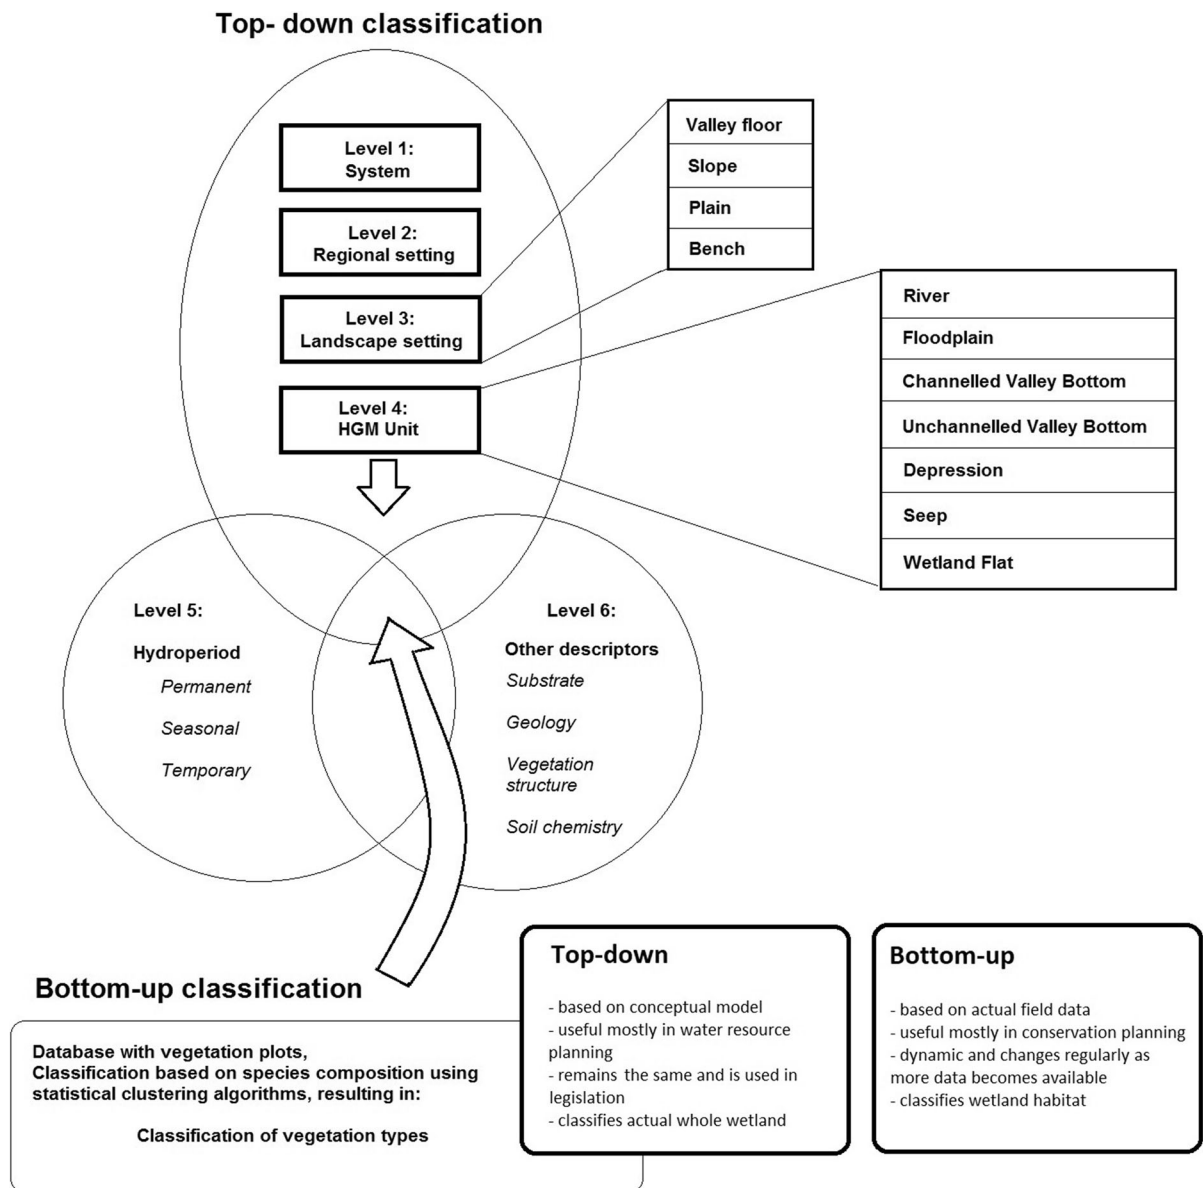 Top- down classification
Level 1:
System
Level 2:
Regional setting
Level 3:
Landscape setting
Level 4:
HGM Unit
Valley floor
Slope
Plain
Bench
River
Floodplain
Channelled Valley Bottom
Unchannelled Valley Bottom
Depression
Seep
Wetland Flat
Level 5:
Hydroperiod
Permanent
Seasonal
Temporary
Level 6:
Other descriptors
Substrate
Geology
Vegetation
structure
Soil chemistry
Bottom-up classification
Database with vegetation plots,
Classification based on species composition using
statistical clustering algorithms, resulting in:
Classification of vegetation types
Top-down
- based on conceptual model
- useful mostly in water resource
planning
- remains the same and is used in
legislation
- classifies actual whole wetland
Bottom-up
- based on actual field data
- useful mostly in conservation planning
- dynamic and changes regularly as
more data becomes available
- classifies wetland habitat